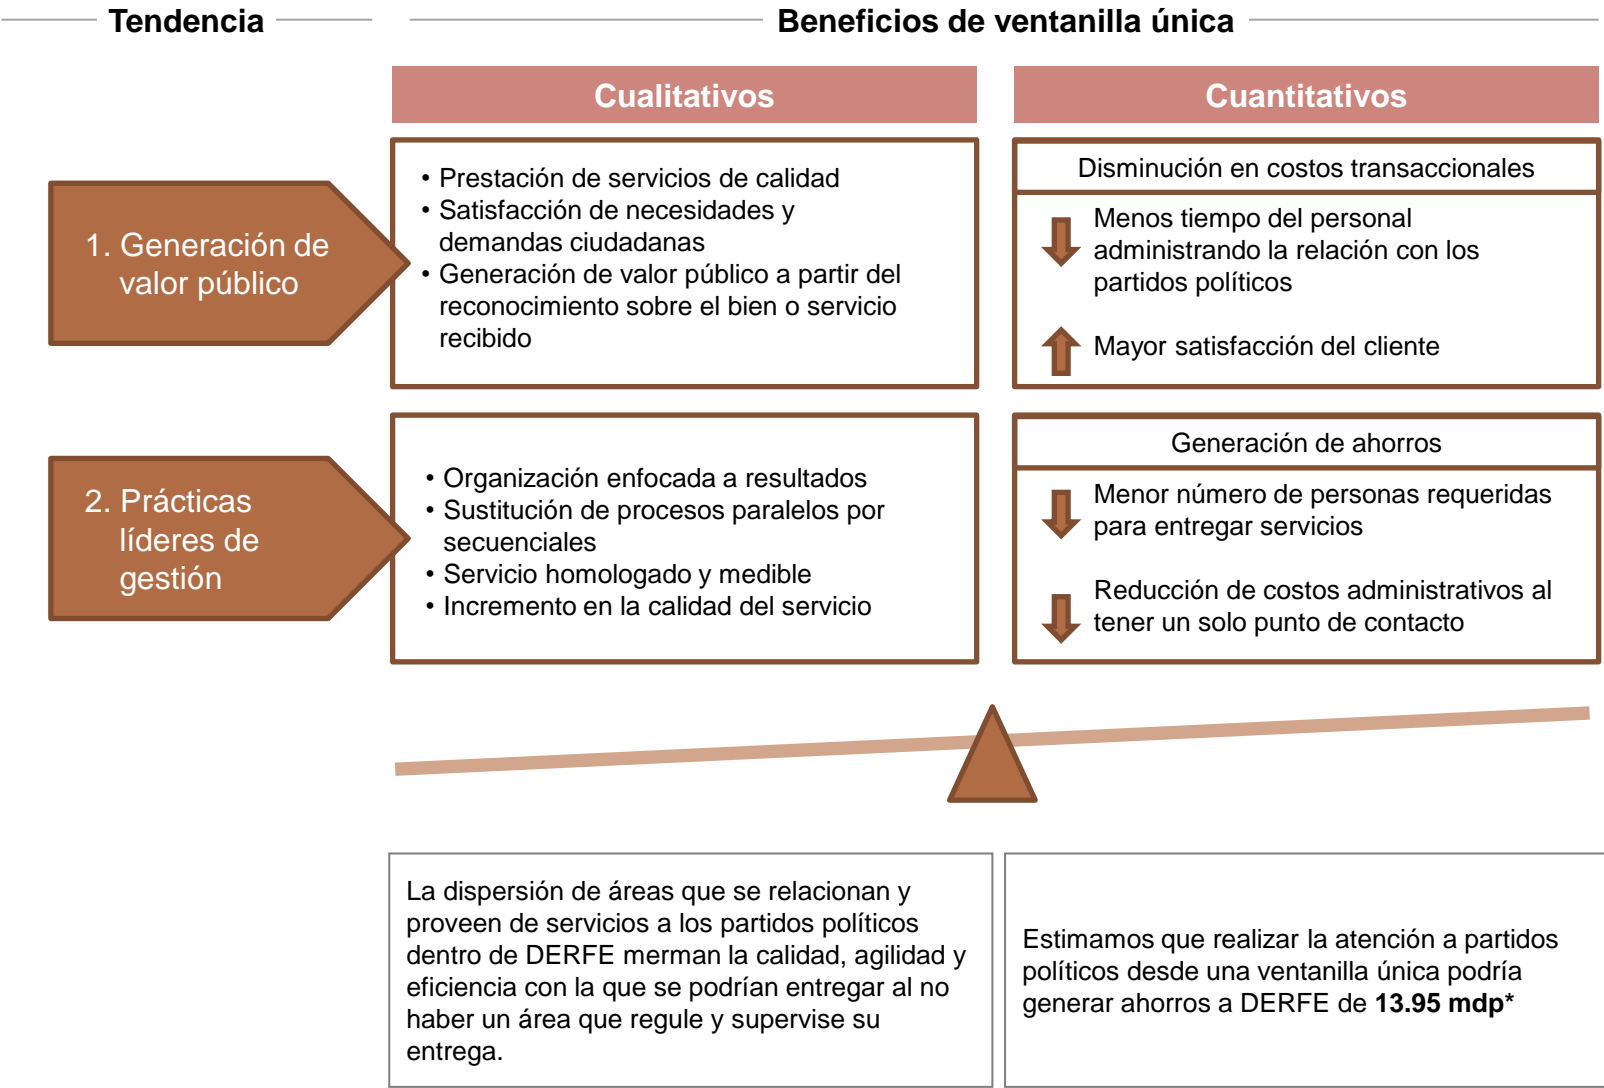 Tendencia
Beneficios de ventanilla única
Cualitativos
Cuantitativos
1. Generación de
valor público
• Prestación de servicios de calidad
• Satisfacción de necesidades y
demandas ciudadanas
• Generación de valor público a partir del
reconocimiento sobre el bien o servicio
recibido
Disminución en costos transaccionales
Menos tiempo del personal
administrando la relación con los
partidos políticos
Mayor satisfacción del cliente
2. Prácticas
líderes de
gestión
• Organización enfocada a resultados
• Sustitución de procesos paralelos por
secuenciales
• Servicio homologado y medible
• Incremento en la calidad del servicio
Generación de ahorros
Menor número de personas requeridas
para entregar servicios
Reducción de costos administrativos al
tener un solo punto de contacto
La dispersión de áreas que se relacionan y
proveen de servicios a los partidos políticos
dentro de DERFE merman la calidad, agilidad y
eficiencia con la que se podrían entregar al no
haber un área que regule y supervise su
entrega.
Estimamos que realizar la atención a partidos
políticos desde una ventanilla única podría
generar ahorros a DERFE de 13.95 mdp*